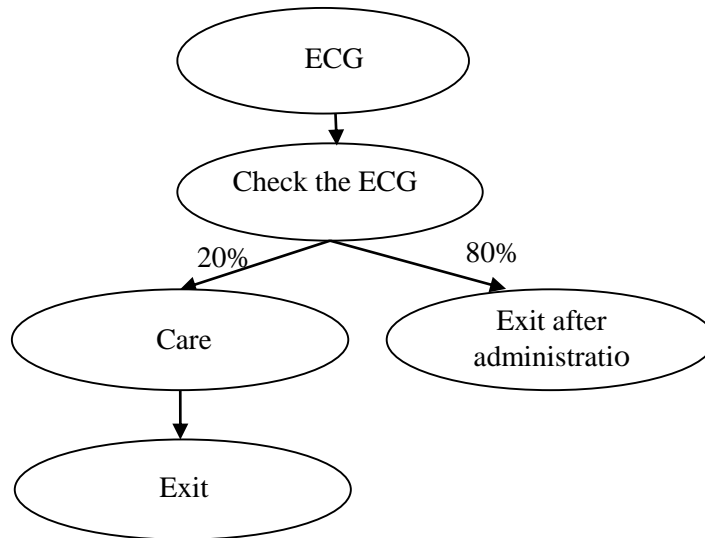 ECG
Check the ECG
20%
80%
Care
Exit after
administratio
Exit